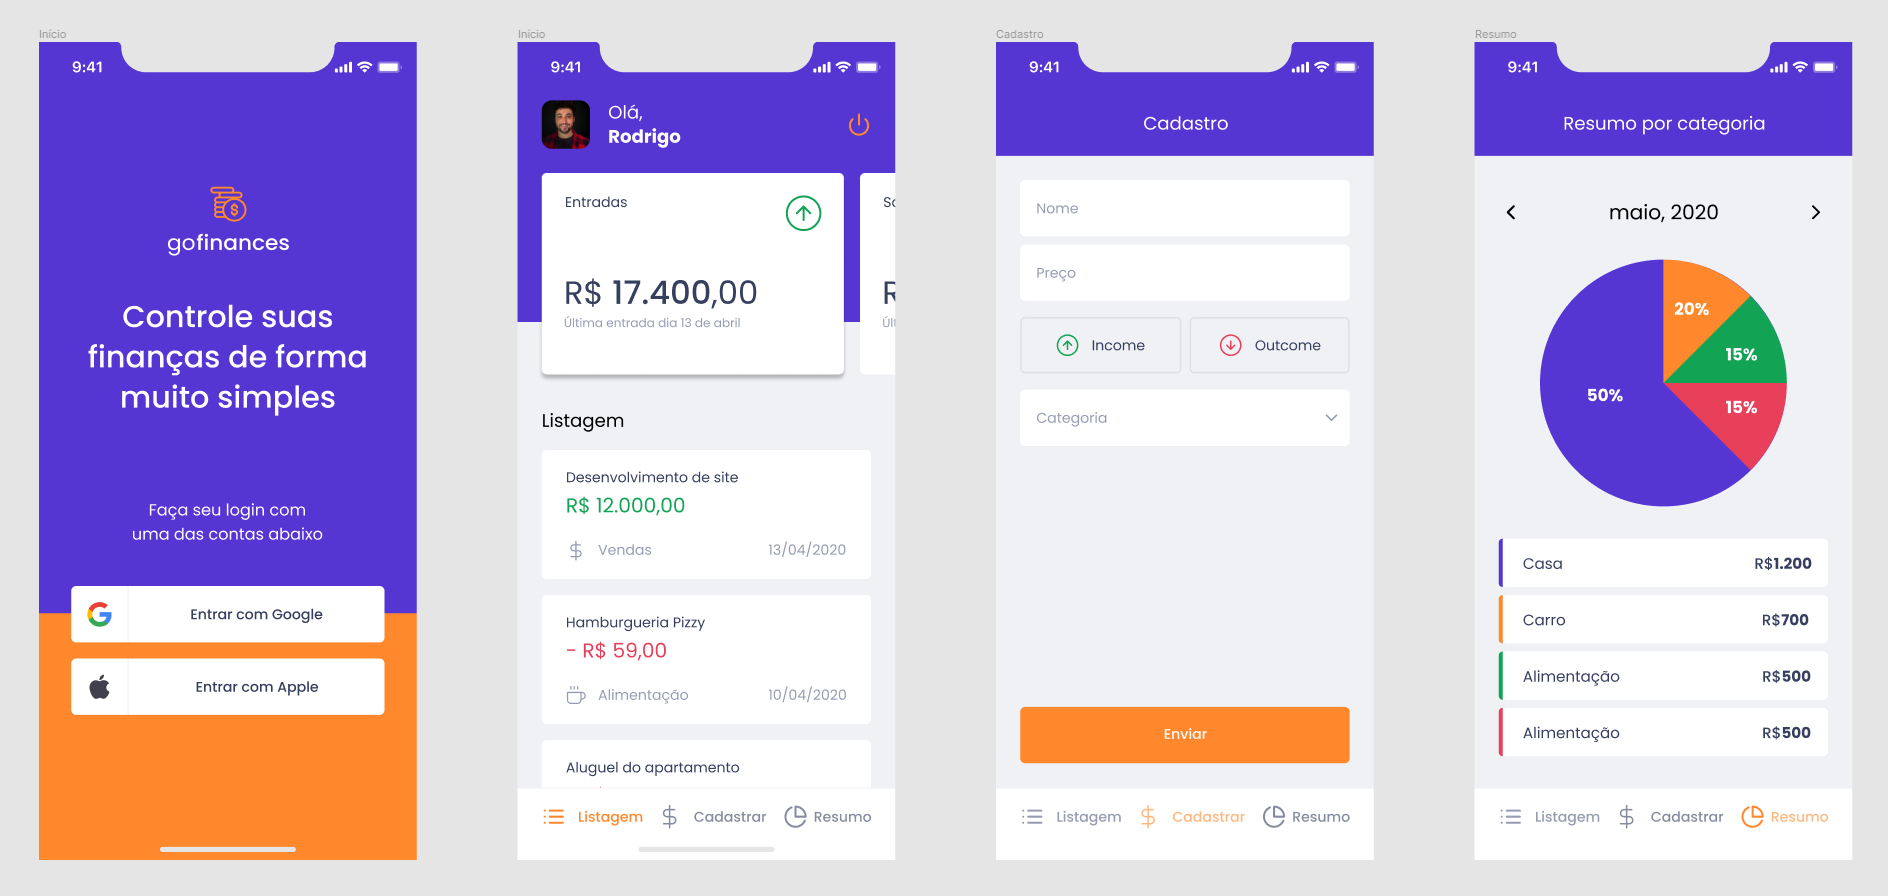 Início
9:41
gofinances
Controle suas
finanças de forma
muito simples
Faça seu login com
uma das contas abaixo
Entrar com Google
Entrar com Apple
Início
9:41
Olá,
Rodrigo
Entradas
R$ 17.400,00
Última entrada dia 13 de abril
Listagem
Desenvolvimento de site
R$ 12.000,00
Vendas 13/04/2020
Hamburgueria Pizzy
- R$ 59,00
Alimentação 10/04/2020
Aluguel do apartamento
Listagem Cadastrar Resumo
Cadastro
9:41
Cadastro
Nome
Preço
Income Outcome
Categoria
Enviar
Listagem Cadastrar Resumo
Resumo
9:41
Resumo por categoria
maio, 2020
20%
15%
50%
15%
Casa R$1.200
Carro R$700
Alimentação R$500
Alimentação R$500
Listagem Cadastrar Resumo